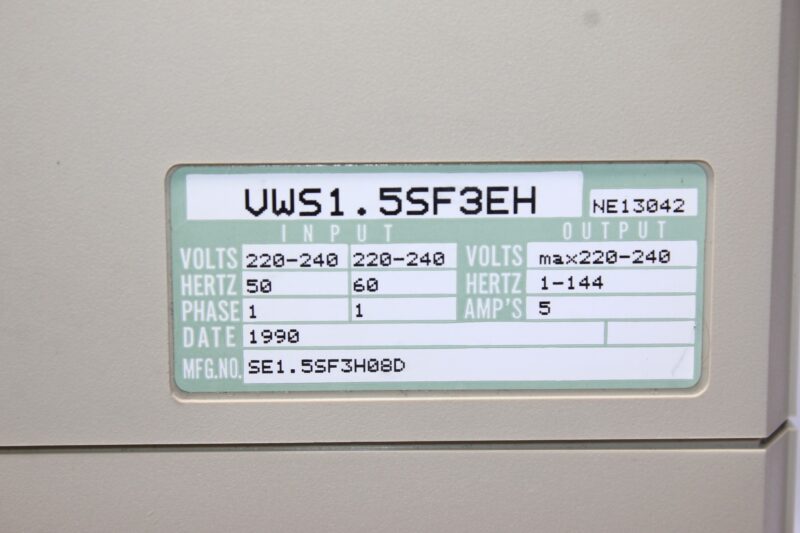 VWS1.5SF3EH NE13042
INPUT OUTPUT
VOLTS 220-240 220-240 VOLTS max220-240
HERTZ 50 60 HERTZ 1-144
PHASE 1 1 AMP'S 5
DATE 1990
MFG.NO. SE1.5SF3H08D